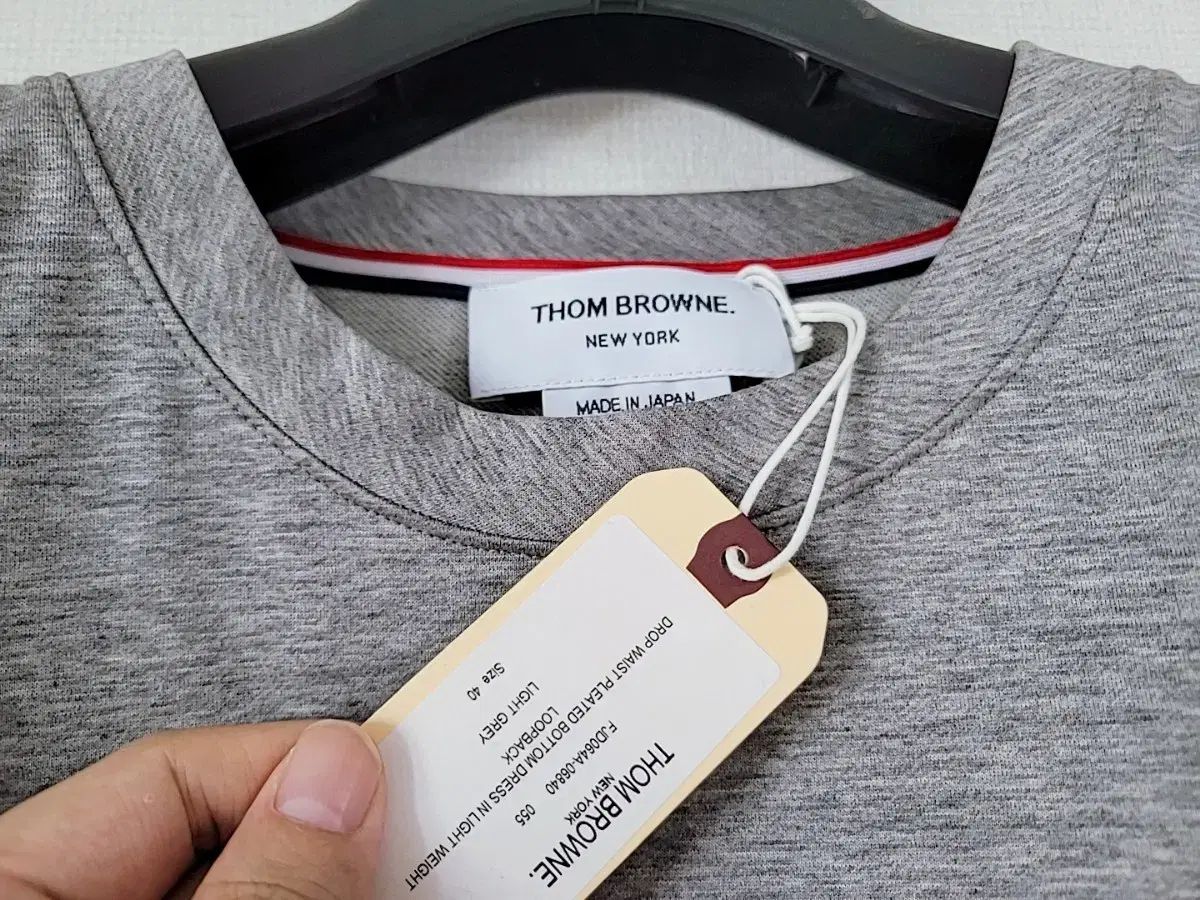 THOM BROWNE.
NEW YORK
MADE IN JAPAN
THOM BROWNE.
NEW YORK
FJD064A-06840 055
DROP WAIST PLEATED BOTTOM DRESS IN LIGHT WEIGHT
LOOPBACK
LIGHT GREY
Size 40